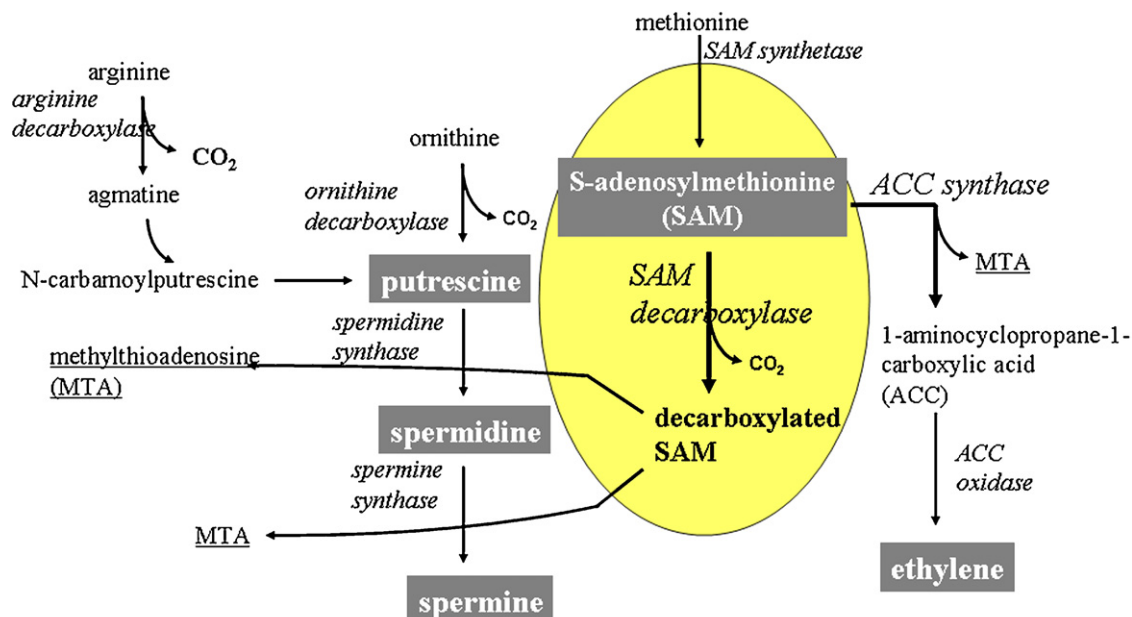 methionine
SAM synthetase
arginine
arginine
decarboxylase
CO2
agmatine
N-carbamoylputrescine
ornithine
ornithine
decarboxylase
CO2
putrescine
spermidine
synthase
methylthioadenosine
(MTA)
spermidine
spermine
synthase
MTA
spermine
S-adenosylmethionine
(SAM)
SAM
decarboxylase
CO2
decarboxylated
SAM
ACC synthase
MTA
1-aminocyclopropane-1-
carboxylic acid
(ACC)
ACC
oxidase
ethylene